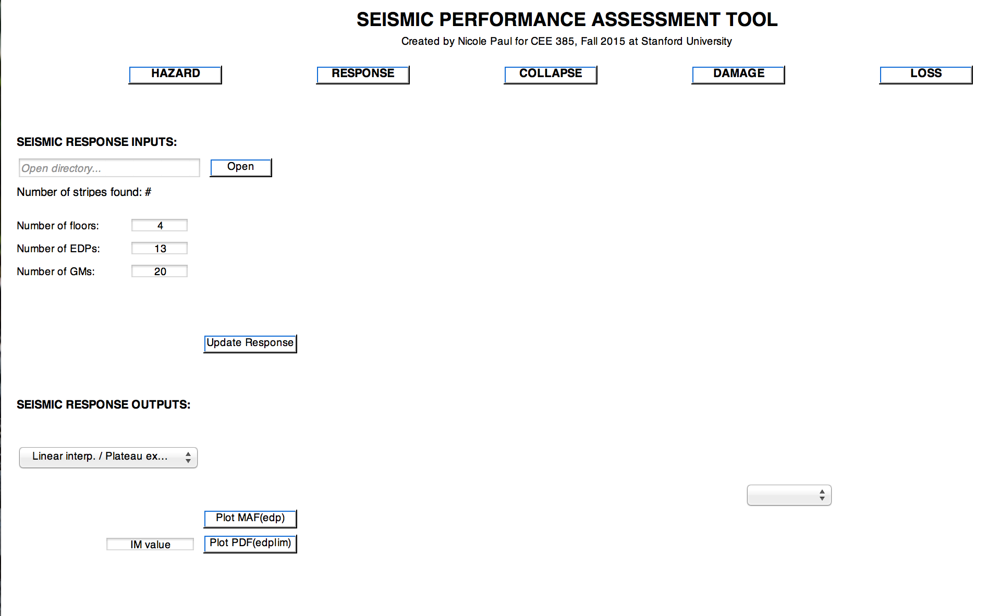 SEISMIC PERFORMANCE ASSESSMENT TOOL
Created by Nicole Paul for CEE 385, Fall 2015 at Stanford University
HAZARD RESPONSE COLLAPSE DAMAGE LOSS
SEISMIC RESPONSE INPUTS:
Open directory... Open
Number of stripes found: #
Number of floors: 4
Number of EDPs: 13
Number of GMs: 20
Update Response
SEISMIC RESPONSE OUTPUTS:
Linear interp. / Plateau ex...
Plot MAF(edp)
IM value Plot PDF(edp|im)